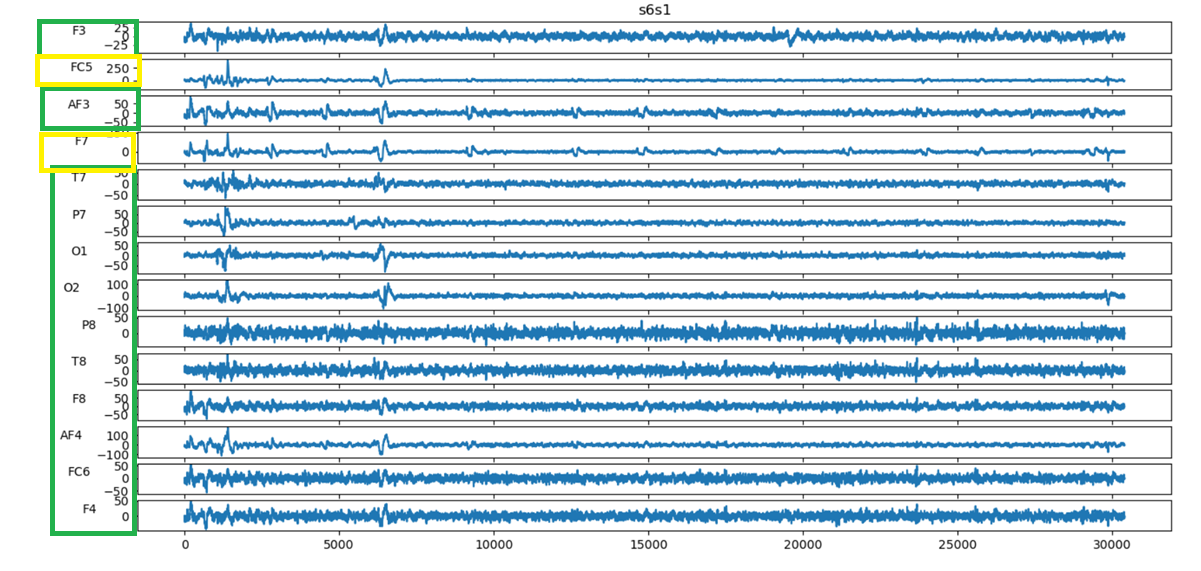 s6s1
F3 25 0 −25
FC5 250 0
AF3 50 0 −50
F7 0
T7 50 0 −50
P7 50 0 −50
O1 50 0 −50
O2 100 0 −100
P8 50 0
T8 50 0 −50
F8 50 0 −50
AF4 100 0 −100
FC6 50 0 −50
F4 50 0
0 5000 10000 15000 20000 25000 30000